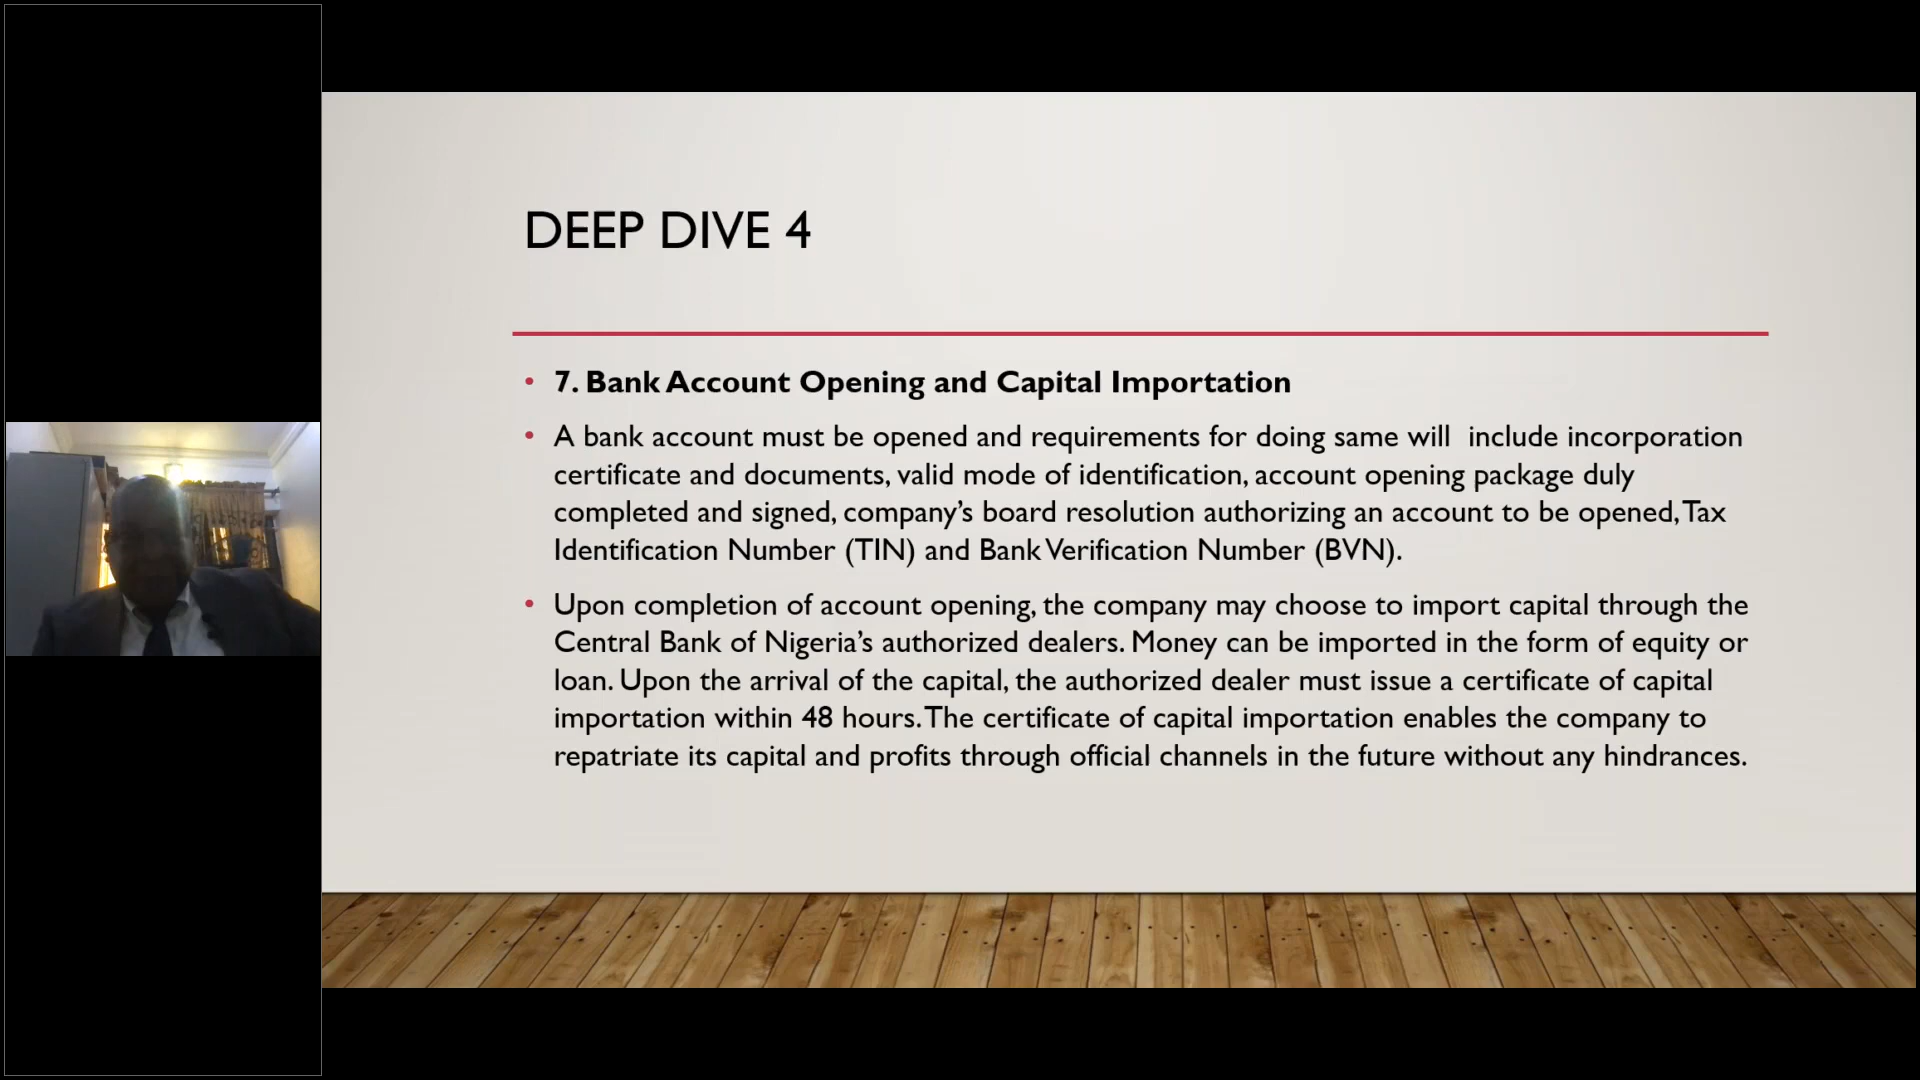 DEEP DIVE 4
• 7. Bank Account Opening and Capital Importation
• A bank account must be opened and requirements for doing same will include incorporation
certificate and documents, valid mode of identification, account opening package duly
completed and signed, company’s board resolution authorizing an account to be opened, Tax
Identification Number (TIN) and Bank Verification Number (BVN).
• Upon completion of account opening, the company may choose to import capital through the
Central Bank of Nigeria’s authorized dealers. Money can be imported in the form of equity or
loan. Upon the arrival of the capital, the authorized dealer must issue a certificate of capital
importation within 48 hours. The certificate of capital importation enables the company to
repatriate its capital and profits through official channels in the future without any hindrances.